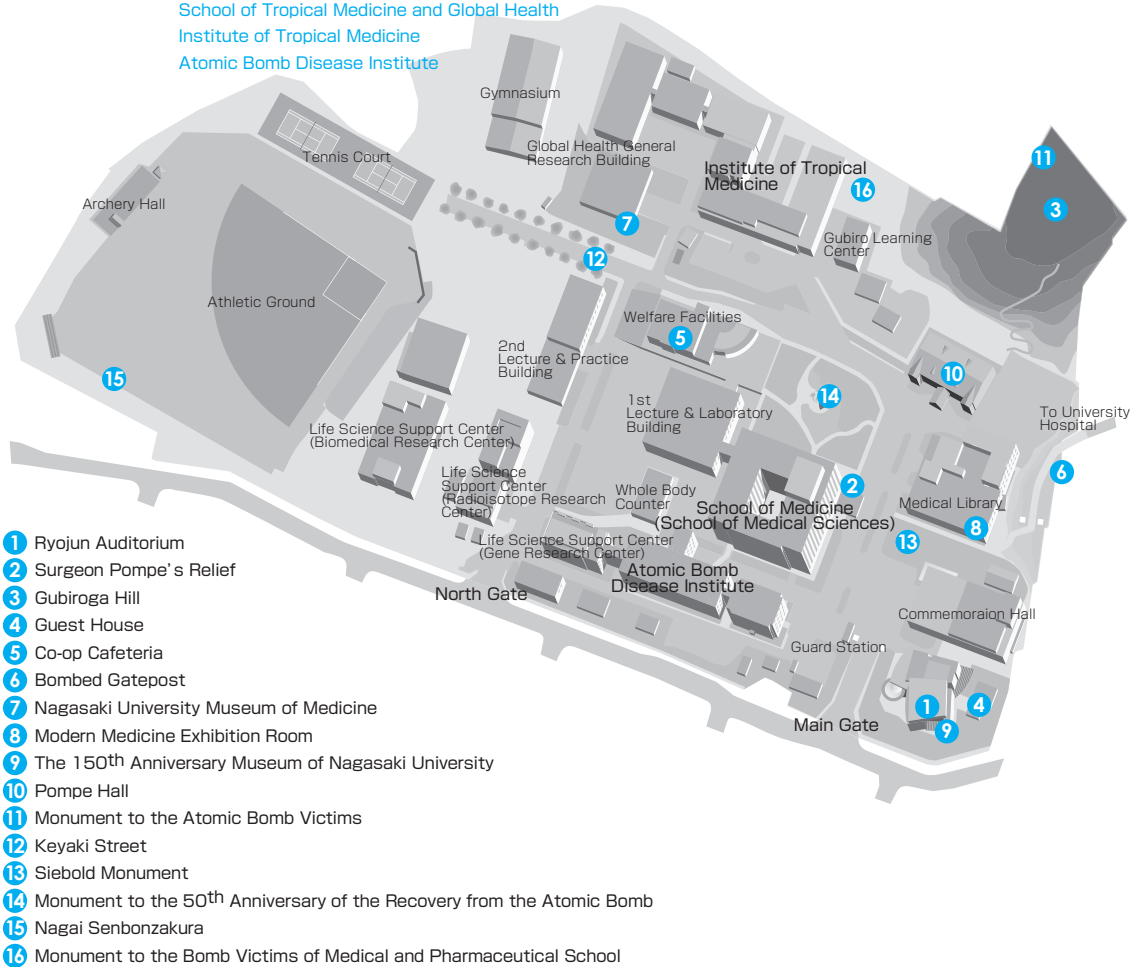 School of Tropical Medicine and Global Health
Institute of Tropical Medicine
Atomic Bomb Disease Institute
Gymnasium
Tennis Court
Global Health General
Research Building
Institute of Tropical
Medicine
11
16
3
Archery Hall
7
12
Gubiro Learning
Center
Athletic Ground
Welfare Facilities
5
2nd
Lecture & Practice
Building
10
15
14
1st
Lecture & Laboratory
Building
To University
Hospital
Life Science Support Center
(Biomedical Research Center)
6
Life Science
Support Center
(Radioisotope Research
Center)
Whole Body
Counter
2
School of Medicine
(School of Medical Sciences)
Medical Library
8
13
Life Science Support Center
(Gene Research Center)
Atomic Bomb
Disease Institute
North Gate
Commemoraion Hall
Guard Station
Main Gate
1
4
9
1 Ryojun Auditorium
2 Surgeon Pompe's Relief
3 Gubiroga Hill
4 Guest House
5 Co-op Cafeteria
6 Bombed Gatepost
7 Nagasaki University Museum of Medicine
8 Modern Medicine Exhibition Room
9 The 150th Anniversary Museum of Nagasaki University
10 Pompe Hall
11 Monument to the Atomic Bomb Victims
12 Keyaki Street
13 Siebold Monument
14 Monument to the 50th Anniversary of the Recovery from the Atomic Bomb
15 Nagai Senbonzakura
16 Monument to the Bomb Victims of Medical and Pharmaceutical School